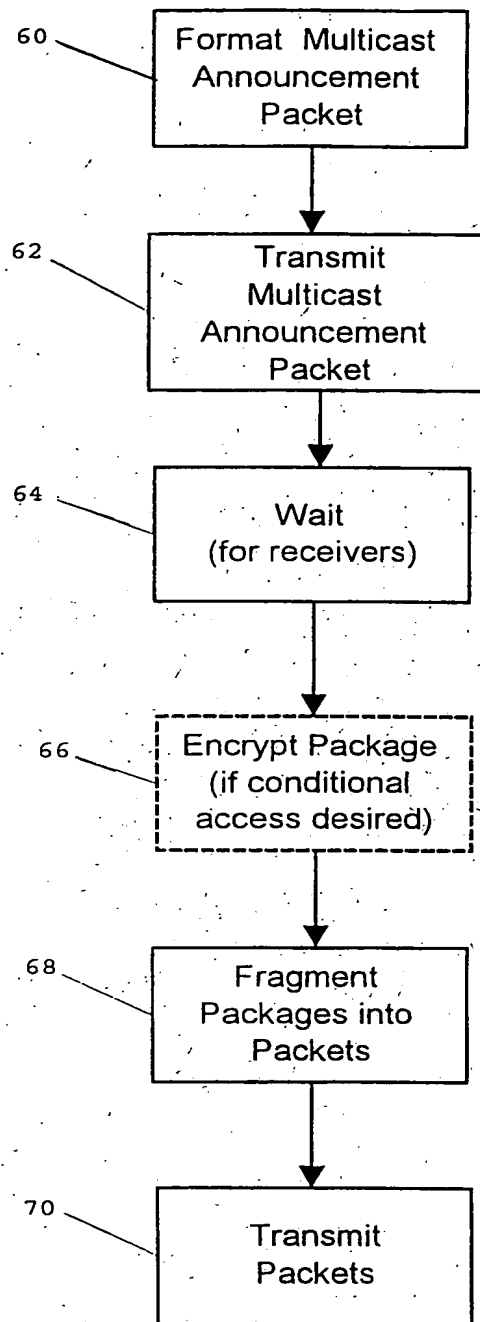 60
Format Multicast
Announcement
Packet
62
Transmit
Multicast
Announcement
Packet
64
Wait
(for receivers)
66
Encrypt Package
(if conditional
access desired)
68
Fragment
Packages into
Packets
70
Transmit
Packets